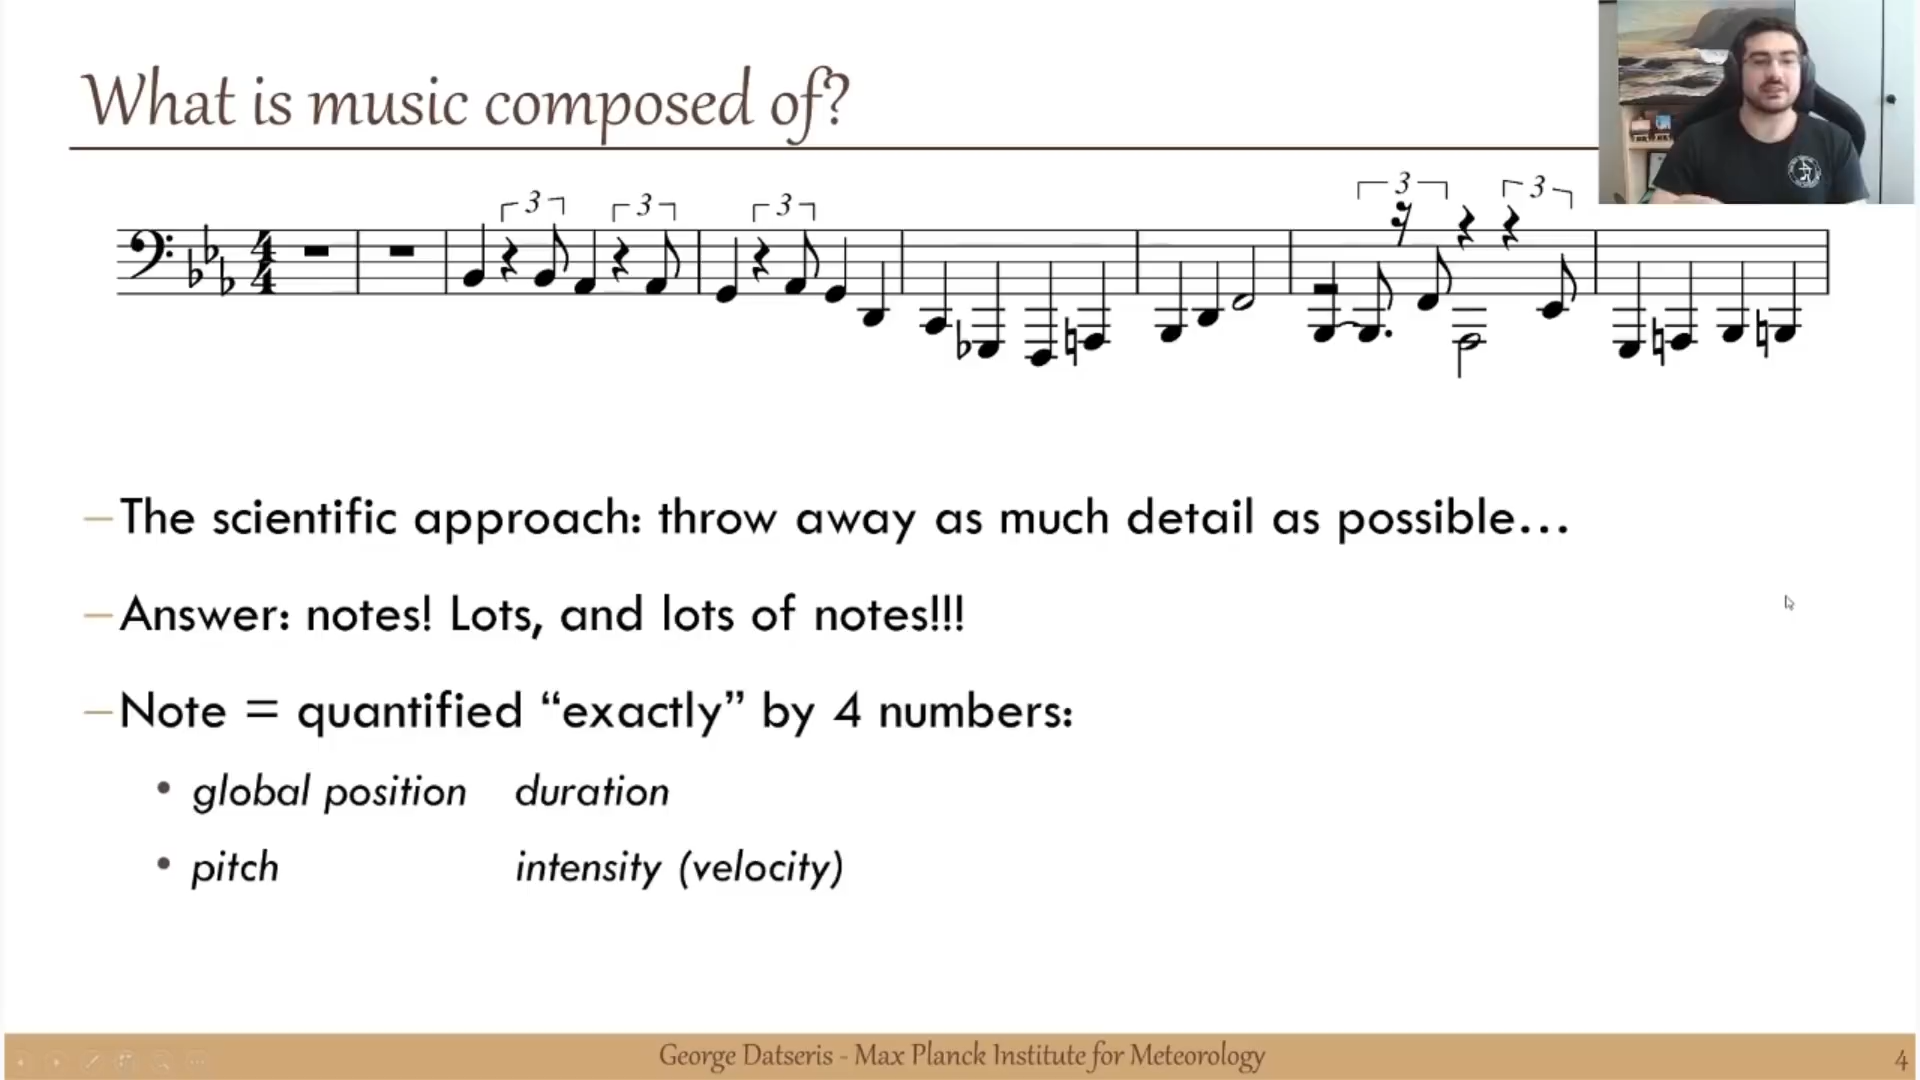 What is music composed of?
3 3 3 3 3
4
4
– The scientific approach: throw away as much detail as possible...
– Answer: notes! Lots, and lots of notes!!!
– Note = quantified “exactly” by 4 numbers:
• global position duration
• pitch intensity (velocity)
George Datseris - Max Planck Institute for Meteorology 4